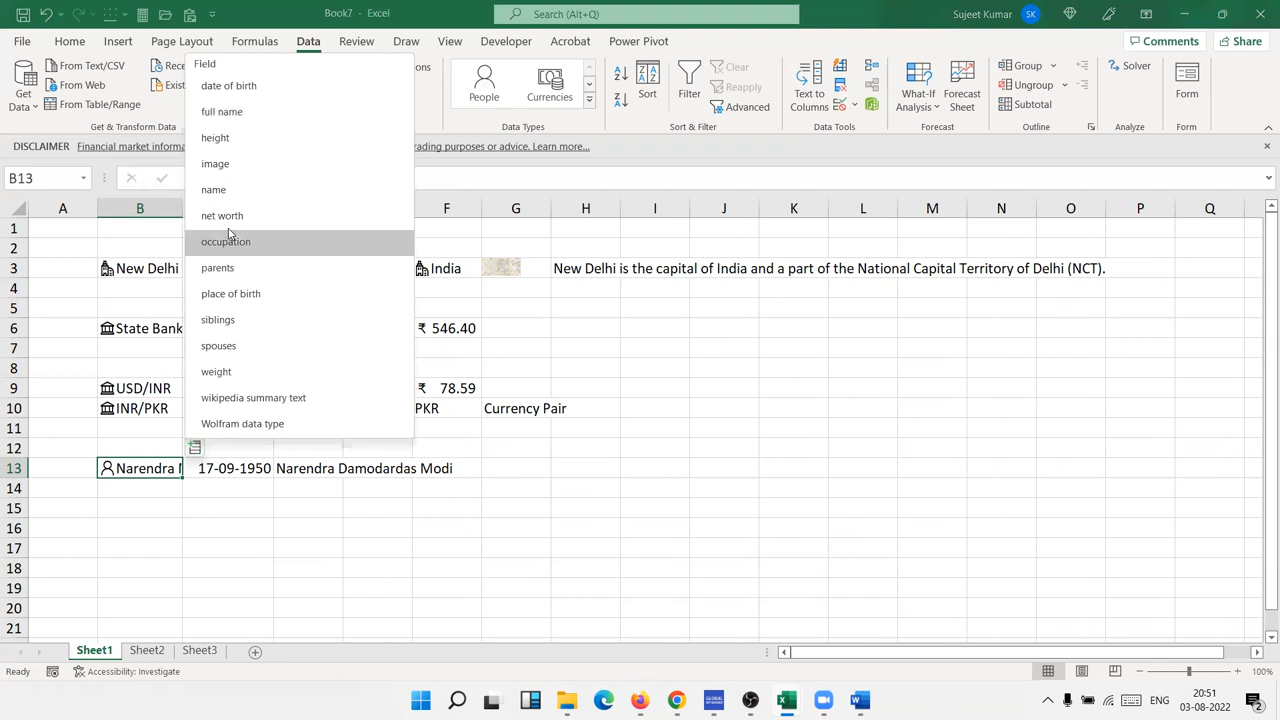 Book7 - Excel
Search (Alt+Q)
Sujeet Kumar
SK
File
Home
Insert
Page Layout
Formulas
Data
Review
Draw
View
Developer
Acrobat
Power Pivot
Comments
Share
Get
Data
From Text/CSV
From Web
From Table/Range
Get & Transform Data
People
Currencies
Data Types
Sort
Filter
Clear
Reapply
Advanced
Sort & Filter
Text to
Columns
Data Tools
What-If
Analysis
Forecast
Sheet
Forecast
Group
Ungroup
Subtotal
Outline
Solver
Analyze
Form
Form
DISCLAIMER
Financial market informa
rading purposes or advice. Learn more...
B13
Field
date of birth
full name
height
image
name
net worth
occupation
parents
place of birth
siblings
spouses
weight
wikipedia summary text
Wolfram data type
A B F G H I J K L M N O P Q
1
2
3 New Delhi India New Delhi is the capital of India and a part of the National Capital Territory of Delhi (NCT).
4
5
6 State Bank ₹ 546.40
7
8
9 USD/INR ₹ 78.59
10 INR/PKR PKR Currency Pair
11
12
13 Narendra 17-09-1950 Narendra Damodardas Modi
14
15
16
17
18
19
20
21
Sheet1 Sheet2 Sheet3
Ready Accessibility: Investigate 100%
ENG 20:51
03-08-2022 2